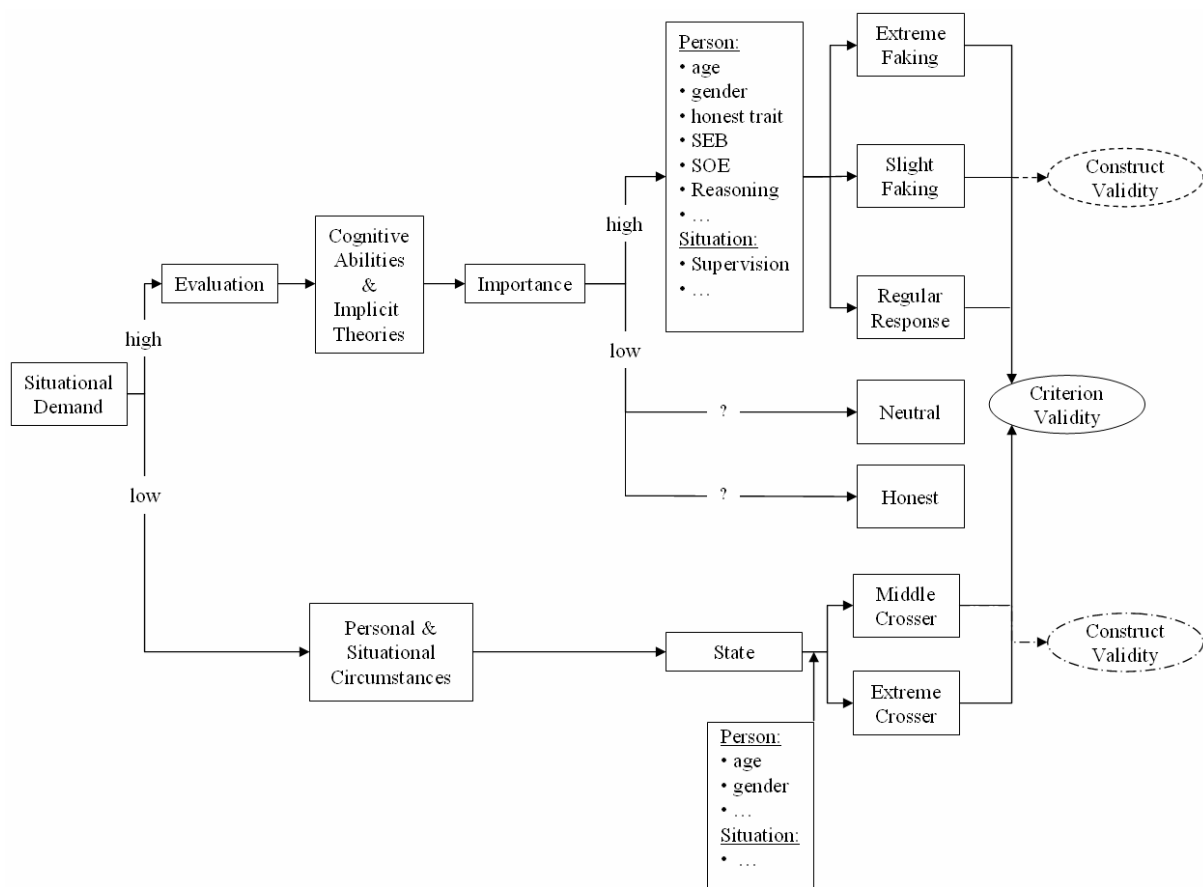 Situational
Demand
high
low
Evaluation
Cognitive
Abilities
&
Implicit
Theories
Importance
high
low
Person:
• age
• gender
• honest trait
• SEB
• SOE
• Reasoning
• …
Situation:
• Supervision
• …
Extreme
Faking
Slight
Faking
Regular
Response
?
Neutral
?
Honest
Construct
Validity
Criterion
Validity
Personal &
Situational
Circumstances
State
Person:
• age
• gender
• …
Situation:
• …
Middle
Crosser
Extreme
Crosser
Construct
Validity